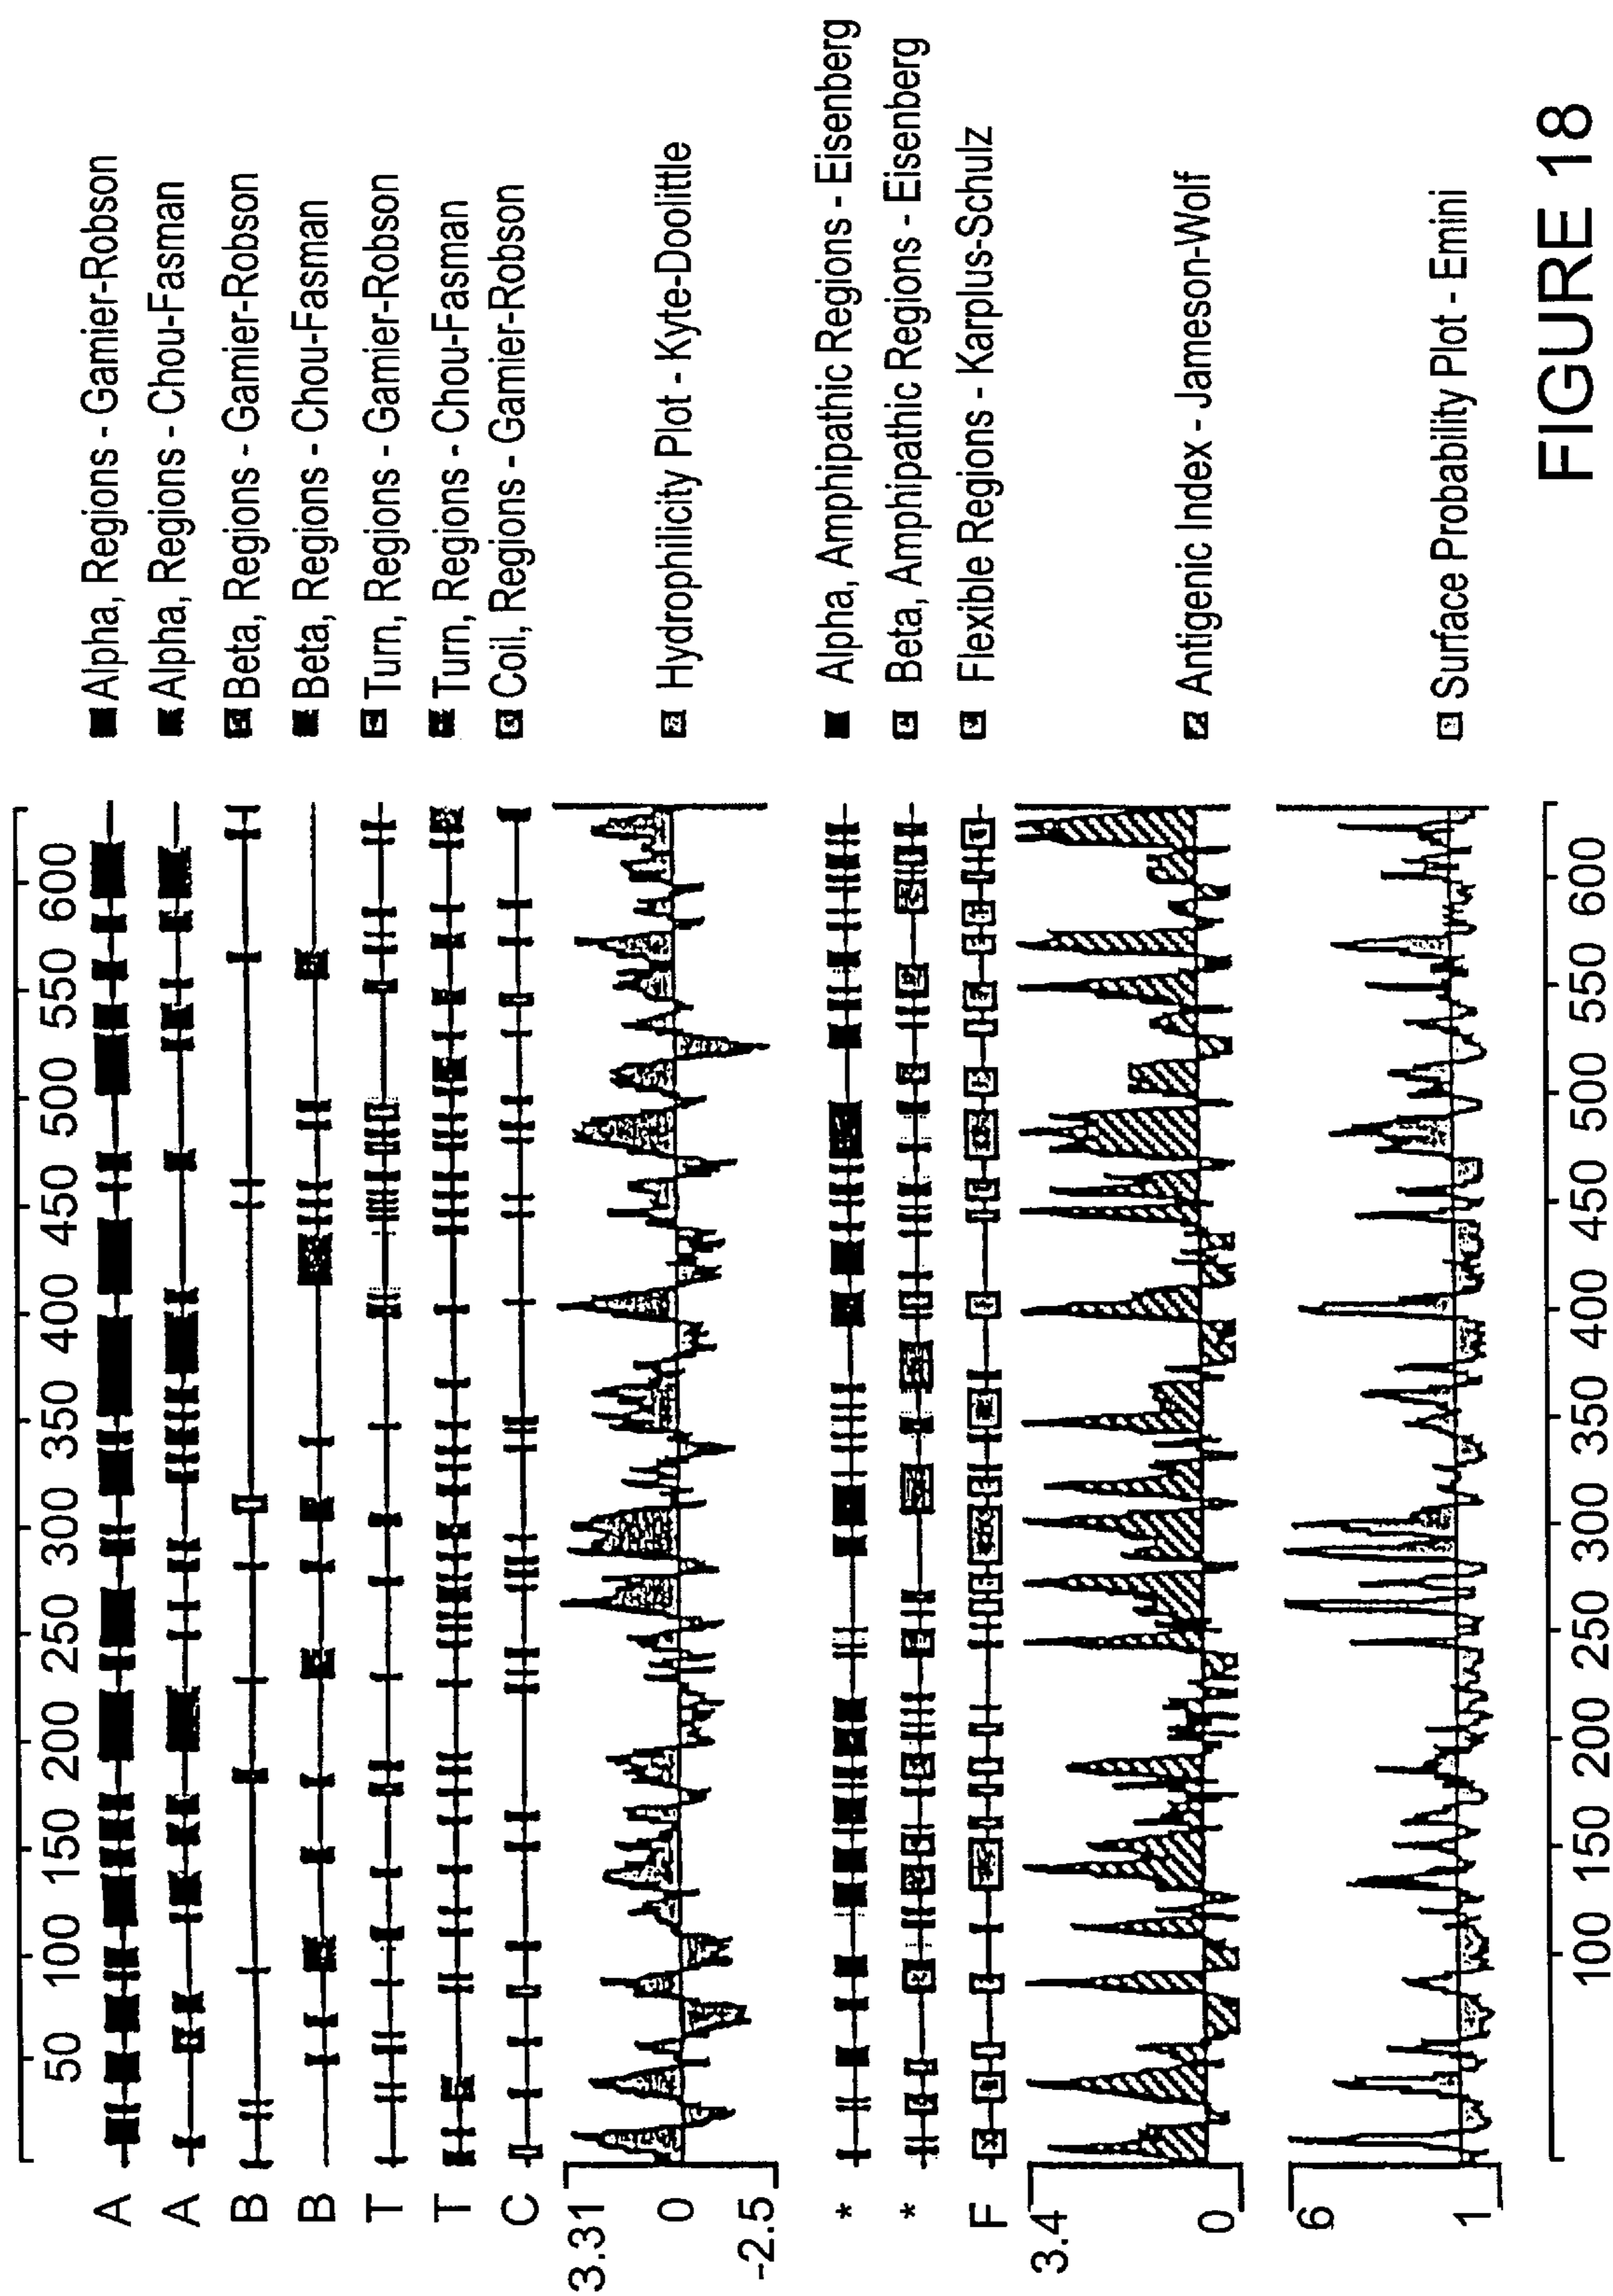 50 100 150 200 250 300 350 400 450 500 550 600
A Alpha, Regions - Gamier-Robson
A Alpha, Regions - Chou-Fasman
B Beta, Regions - Gamier-Robson
B Beta, Regions - Chou-Fasman
T Turn, Regions - Gamier-Robson
T Turn, Regions - Chou-Fasman
C Coil, Regions - Gamier-Robson
3.31
0 Hydrophilicity Plot - Kyte-Doolittle
-2.5
* Alpha, Amphipathic Regions - Eisenberg
* Beta, Amphipathic Regions - Eisenberg
F Flexible Regions - Karplus-Schulz
3.4
Antigenic Index - Jameson-Wolf
0
6
Surface Probability Plot - Emini
1
100 150 200 250 300 350 400 450 500 550 600
FIGURE 18